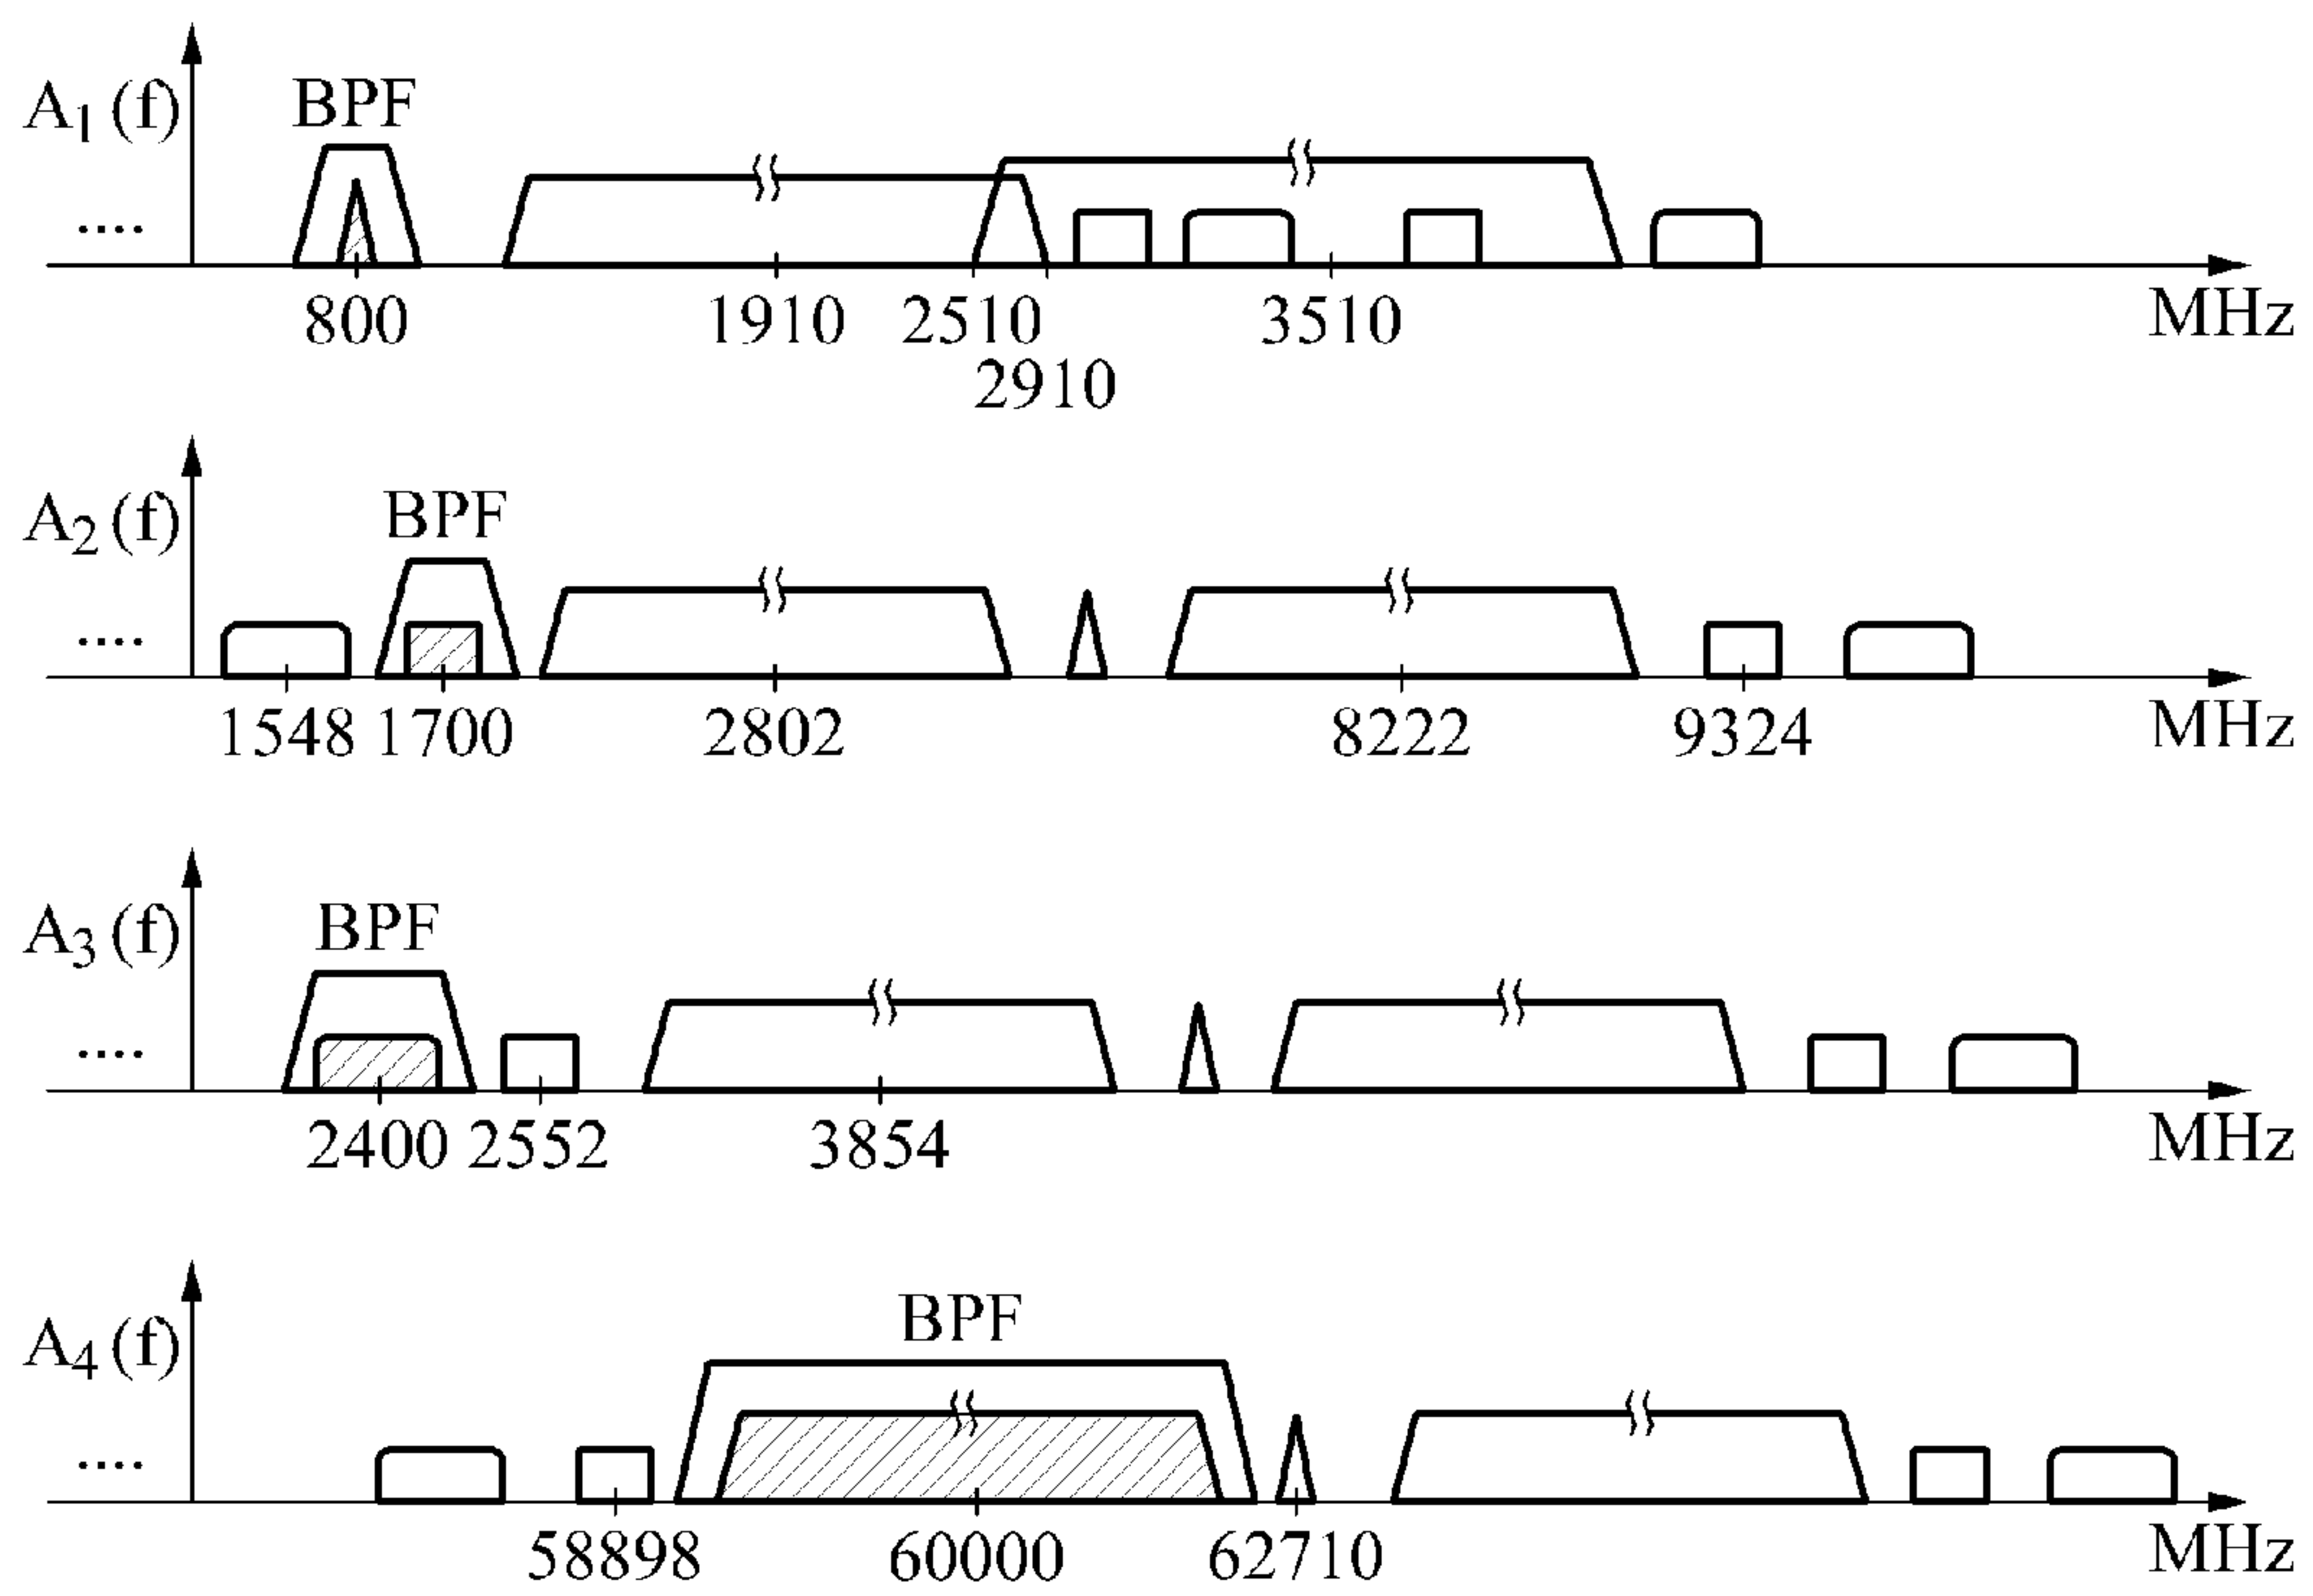 A1 (f)
BPF
....
800 1910 2510 3510 MHz
2910
A2 (f)
BPF
....
1548 1700 2802 8222 9324 MHz
A3 (f)
BPF
....
2400 2552 3854 MHz
A4 (f)
BPF
....
58898 60000 62710 MHz